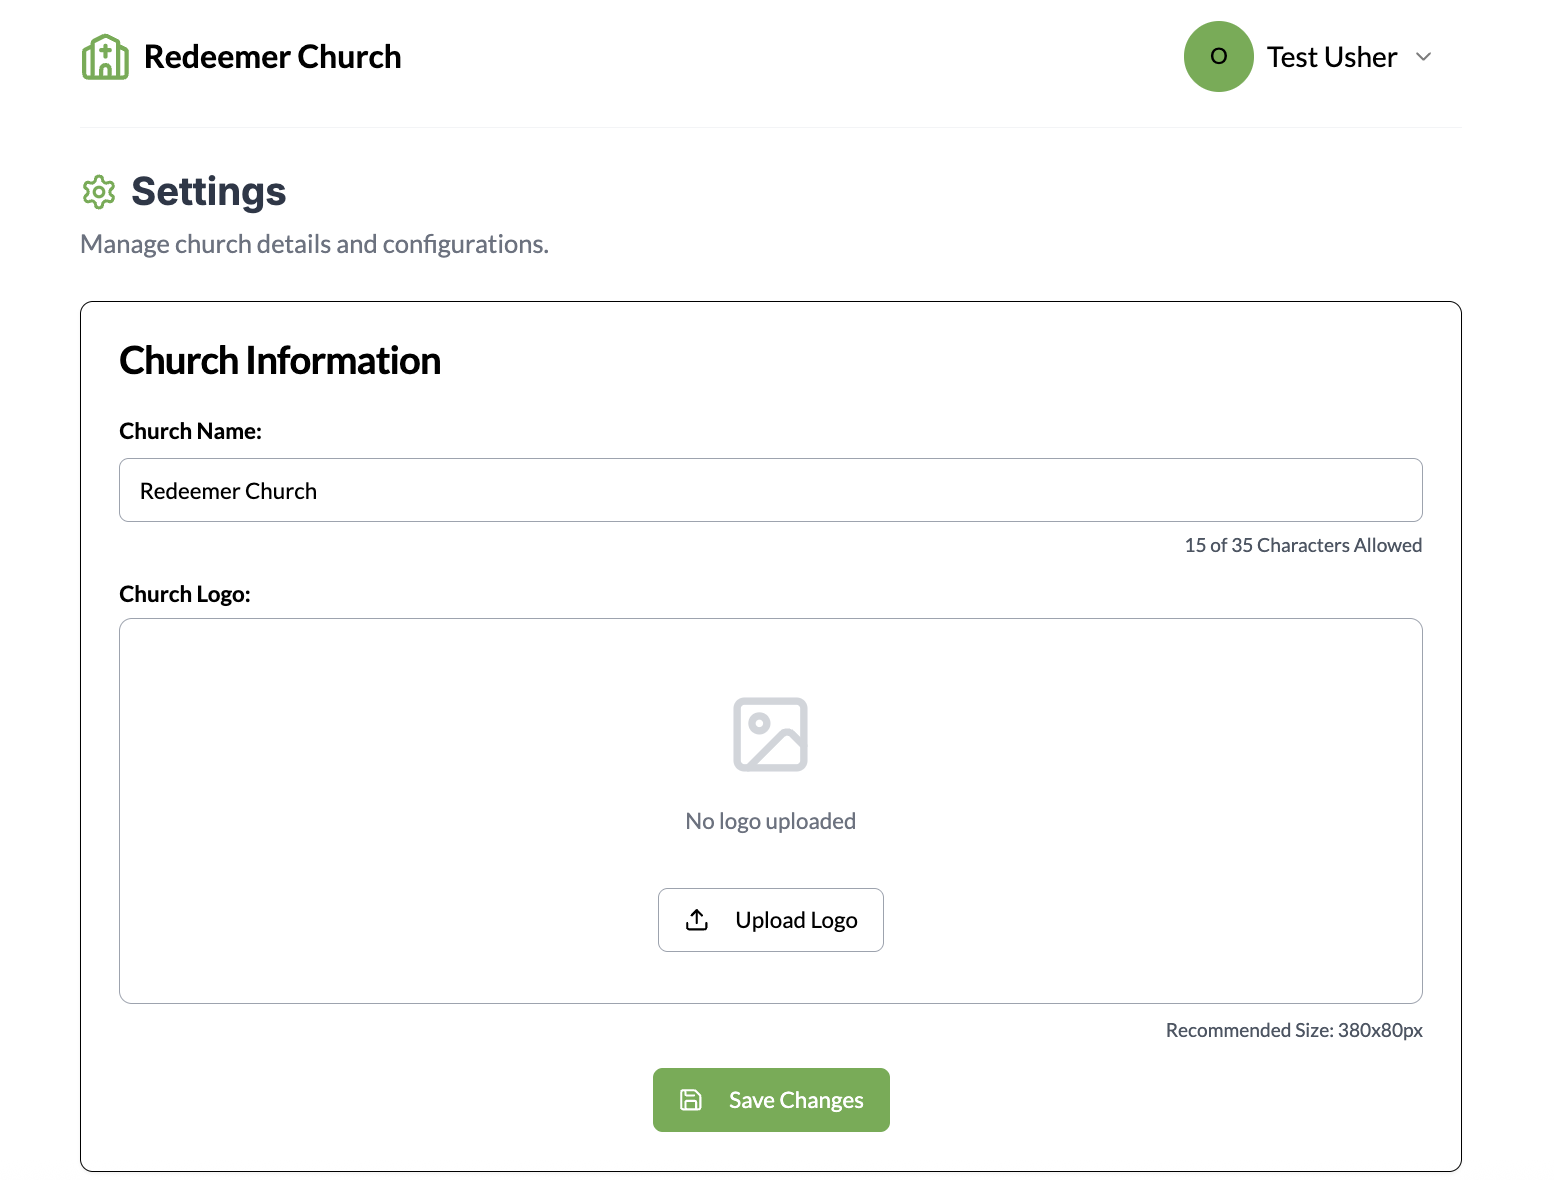 Redeemer Church
O
Test Usher
Settings
Manage church details and configurations.
Church Information
Church Name:
Redeemer Church
15 of 35 Characters Allowed
Church Logo:
No logo uploaded
Upload Logo
Recommended Size: 380x80px
Save Changes